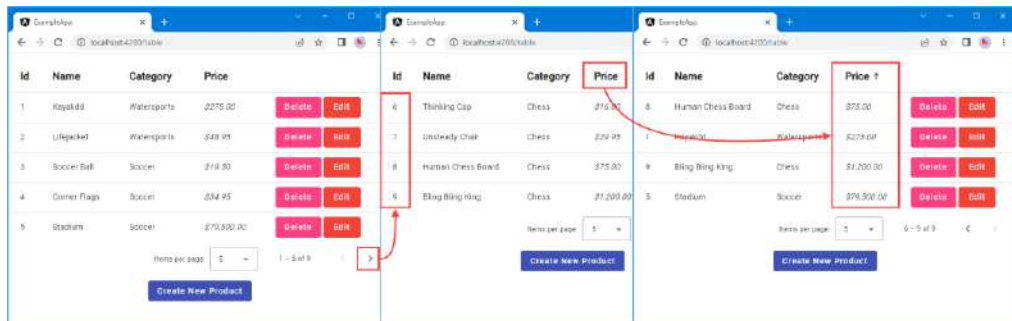 ExampleApp
localhost:4200/table
Id Name Category Price
1 Kayakdd Watersports $275.00 Delete Edit
2 Lifejacket Watersports $48.95 Delete Edit
3 Soccer Ball Soccer $19.50 Delete Edit
4 Corner Flags Soccer $34.95 Delete Edit
5 Stadium Soccer $79,500.00 Delete Edit
Items per page 5 1 – 5 of 9
Create New Product
ExampleApp
localhost:4200/table
Id Name Category Price
6 Thinking Cap Chess $16.00
7 Unsteady Chair Chess $29.95
8 Human Chess Board Chess $75.00
9 Bling Bling King Chess $1,200.00
Items per page 5
Create New Product
ExampleApp
localhost:4200/table
Id Name Category Price ↑
8 Human Chess Board Chess $75.00 Delete Edit
1 Kayakdd Watersports $275.00 Delete Edit
9 Bling Bling King Chess $1,200.00 Delete Edit
5 Stadium Soccer $79,500.00 Delete Edit
Items per page 5 6 – 9 of 9
Create New Product